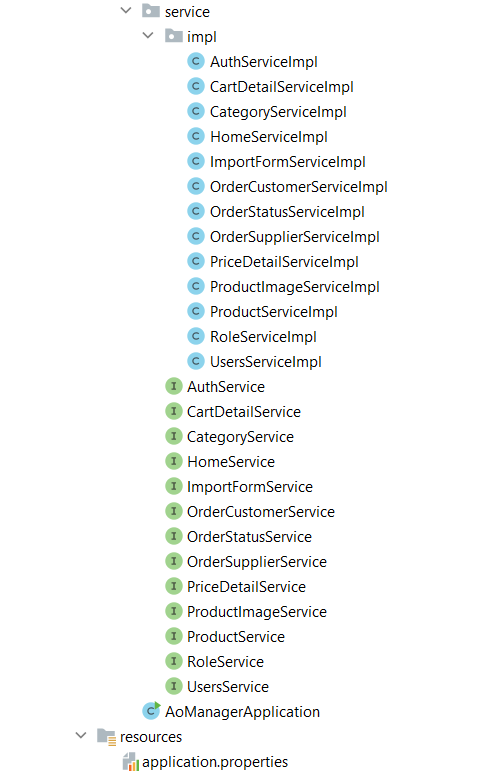 service
impl
AuthServiceImpl
CartDetailServiceImpl
CategoryServiceImpl
HomeServiceImpl
ImportFormServiceImpl
OrderCustomerServiceImpl
OrderStatusServiceImpl
OrderSupplierServiceImpl
PriceDetailServiceImpl
ProductImageServiceImpl
ProductServiceImpl
RoleServiceImpl
UsersServiceImpl
AuthService
CartDetailService
CategoryService
HomeService
ImportFormService
OrderCustomerService
OrderStatusService
OrderSupplierService
PriceDetailService
ProductImageService
ProductService
RoleService
UsersService
AoManagerApplication
resources
application.properties